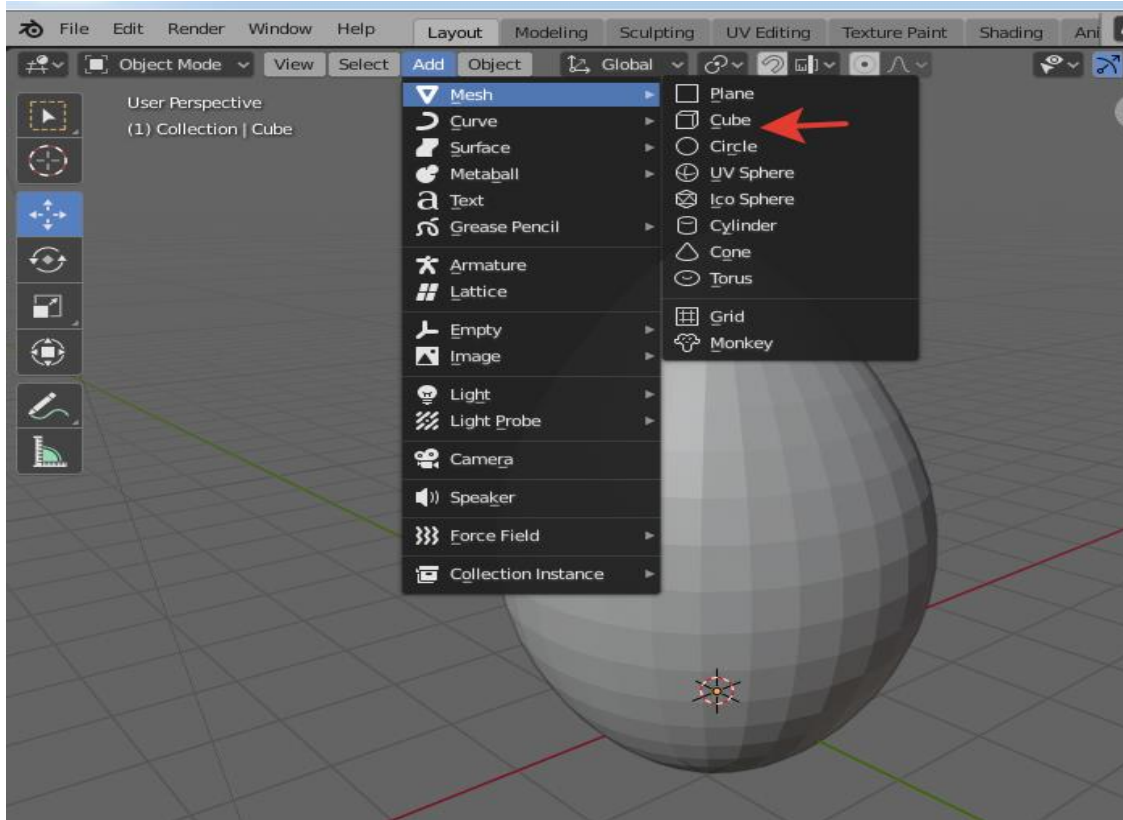 File Edit Render Window Help Layout Modeling Sculpting UV Editing Texture Paint Shading Ani
Object Mode View Select Add Object Global
User Perspective
(1) Collection | Cube
Mesh
Curve
Surface
Metaball
Text
Grease Pencil
Armature
Lattice
Empty
Image
Light
Light Probe
Camera
Speaker
Force Field
Collection Instance
Plane
Cube
Circle
UV Sphere
Ico Sphere
Cylinder
Cone
Torus
Grid
Monkey